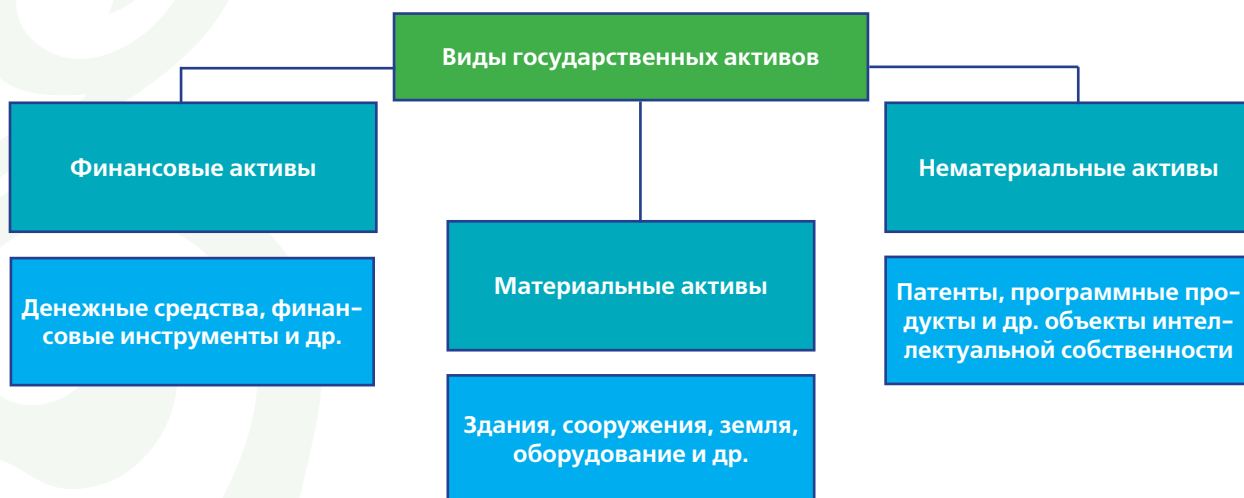 Виды государственных активов
Финансовые активы
Денежные средства, финан-
совые инструменты и др.
Материальные активы
Здания, сооружения, земля,
оборудование и др.
Нематериальные активы
Патенты, программные про-
дукты и др. объекты интел-
лектуальной собственности